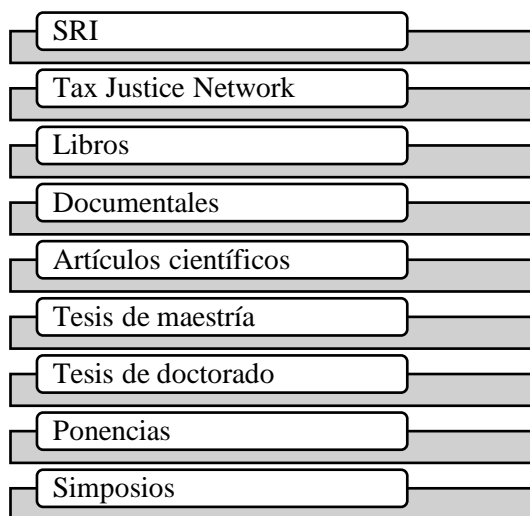 SRI
Tax Justice Network
Libros
Documentales
Artículos científicos
Tesis de maestría
Tesis de doctorado
Ponencias
Simposios